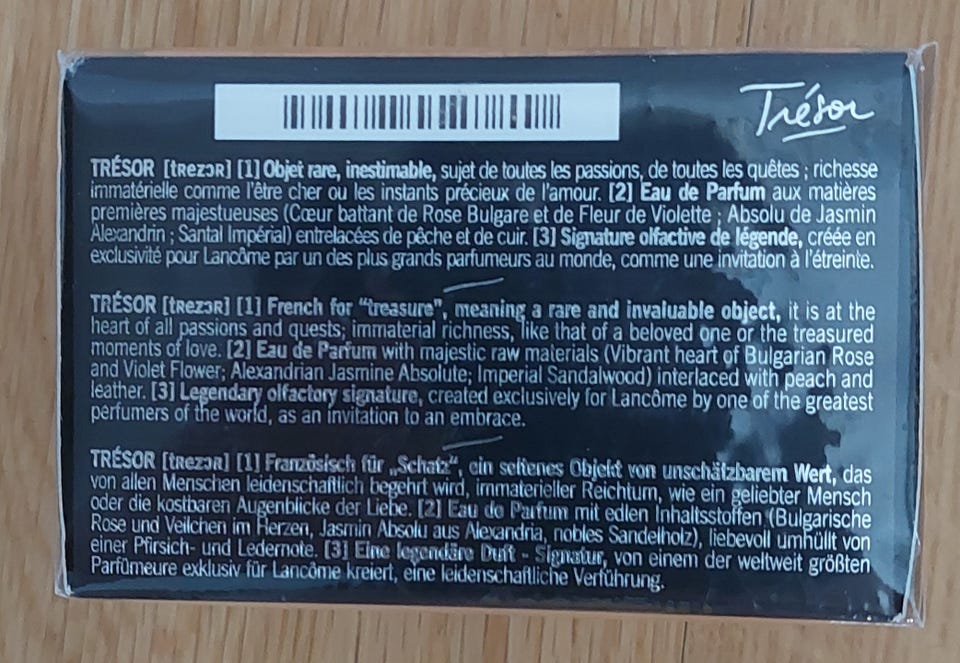 Trésor
TRÉSOR [tRezɔR] [1] Objet rare, inestimable, sujet de toutes les passions, de toutes les quêtes ; richesse
immatérielle comme l'être cher ou les instants précieux de l'amour. [2] Eau de Parfum aux matières
premières majestueuses (Cœur battant de Rose Bulgare et de Fleur de Violette ; Absolu de Jasmin
Alexandrin ; Santal Impérial) entrelacées de pêche et de cuir. [3] Signature olfactive de légende, créée en
exclusivité pour Lancôme par un des plus grands parfumeurs au monde, comme une invitation à l'étreinte.
TRÉSOR [tRezɔR] [1] French for "treasure", meaning a rare and invaluable object, it is at the
heart of all passions and quests; immaterial richness, like that of a beloved one or the treasured
moments of love. [2] Eau de Parfum with majestic raw materials (Vibrant heart of Bulgarian Rose
and Violet Flower; Alexandrian Jasmine Absolute; Imperial Sandalwood) interlaced with peach and
leather. [3] Legendary olfactory signature, created exclusively for Lancôme by one of the greatest
perfumers of the world, as an invitation to an embrace.
TRÉSOR [tRezɔR] [1] Französisch für „Schatz", ein seltenes Objekt von unschätzbarem Wert, das
von allen Menschen leidenschaftlich begehrt wird, immaterieller Reichtum, wie ein geliebter Mensch
oder die kostbaren Augenblicke der Liebe. [2] Eau de Parfum mit edlen Inhaltsstoffen (Bulgarische
Rose und Veilchen im Herzen, Jasmin Absolu aus Alexandria, nobles Sandelholz), liebevoll umhüllt von
einer Pfirsich- und Ledernote. [3] Eine legendäre Duft - Signatur, von einem der weltweit größten
Parfümeure exklusiv für Lancôme kreiert, eine leidenschaftliche Verführung.